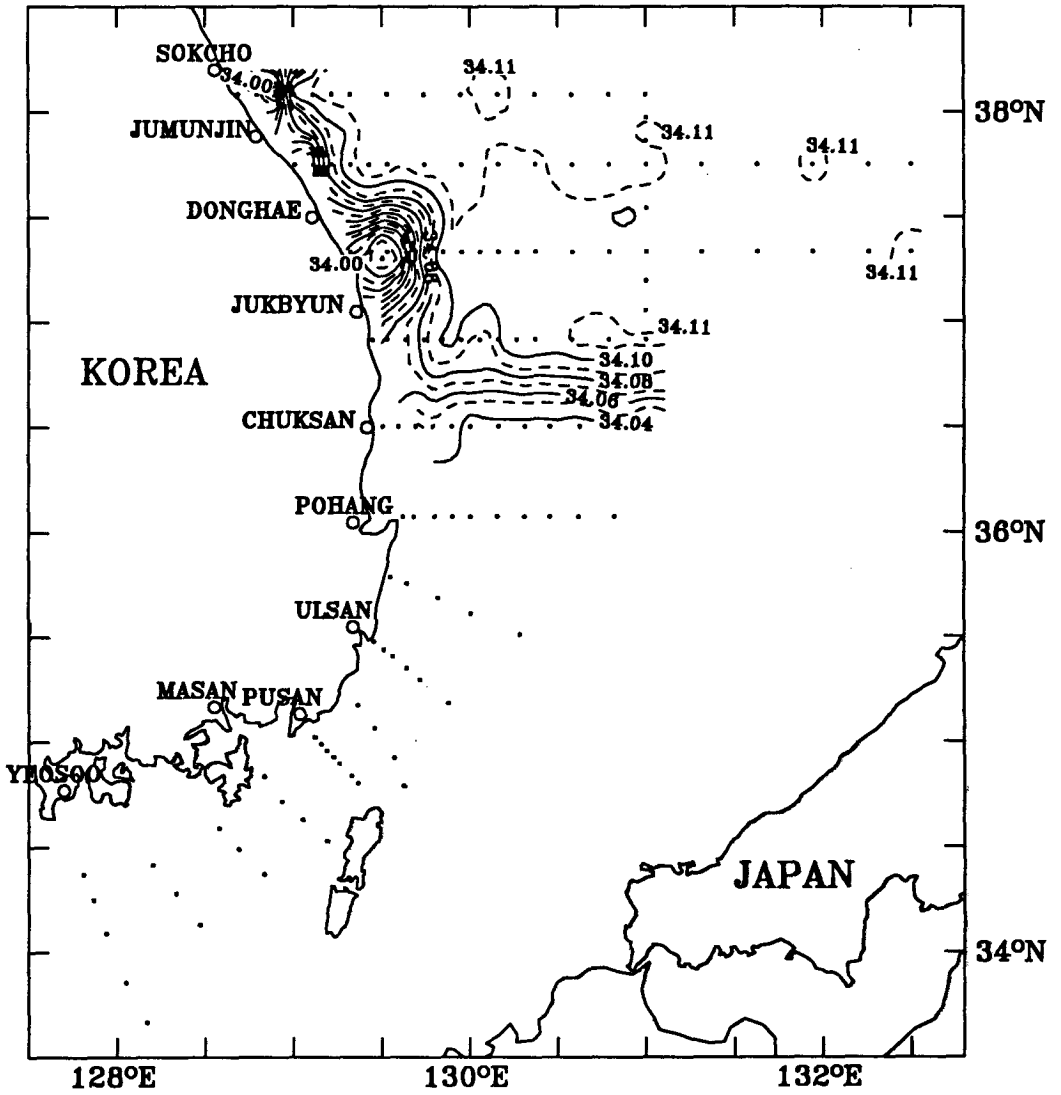 SOKCHO
34.00
34.11
38°N
JUMUNJIN
34.11
34.11
DONGHAE
34.00
34.11
JUKBYUN
34.11
KOREA
34.10
34.08
34.06
CHUKSAN
34.04
POHANG
36°N
ULSAN
MASAN
PUSAN
YEOSOO
JAPAN
34°N
128°E
130°E
132°E